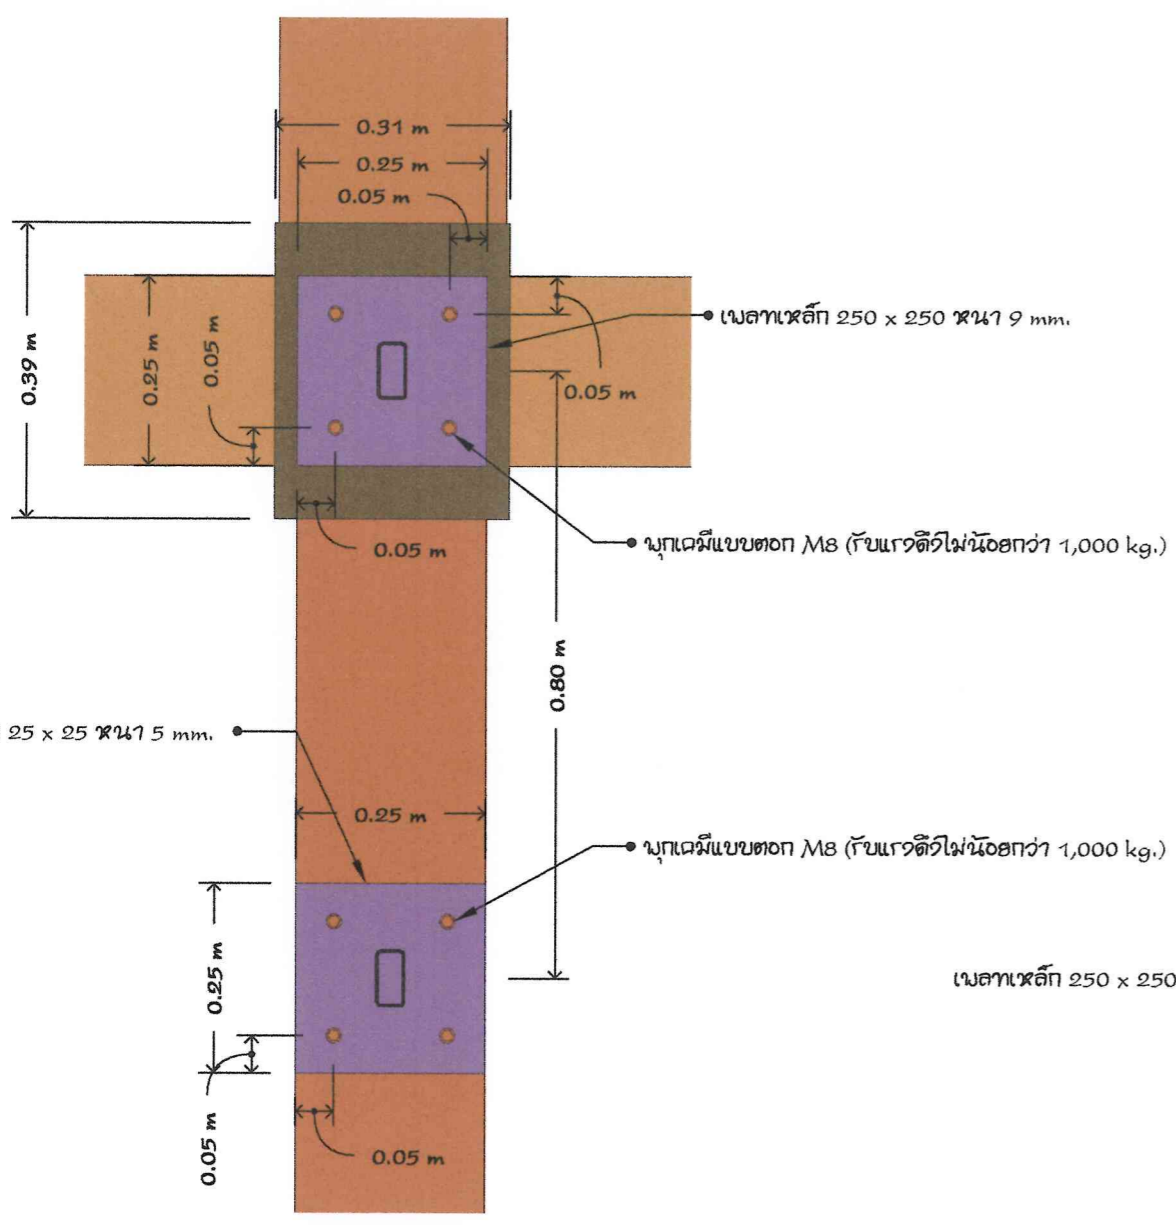 0.31 m
0.25 m
0.05 m
เพลทเหล็ก 250 x 250 หนา 9 mm.
0.39 m
0.25 m
0.05 m
0.05 m
0.05 m
พุกเคมีแบบตอก M8 (รับแรงดึงไม่น้อยกว่า 1,000 kg.)
0.80 m
25 x 25 หนา 5 mm.
0.25 m
พุกเคมีแบบตอก M8 (รับแรงดึงไม่น้อยกว่า 1,000 kg.)
0.25 m
เพลทเหล็ก 250 x 250
0.05 m
0.05 m